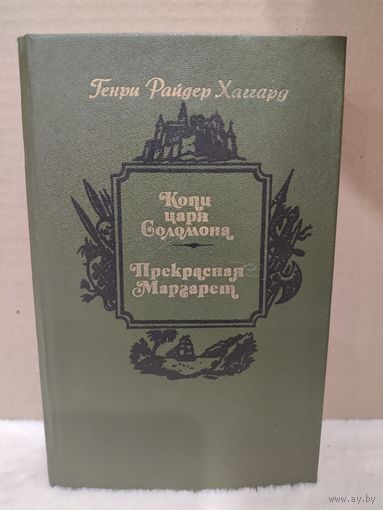 Генри Райдер Хаггард
Копи
царя
Соломона
Прекрасная
Маргарет
www.ay.by